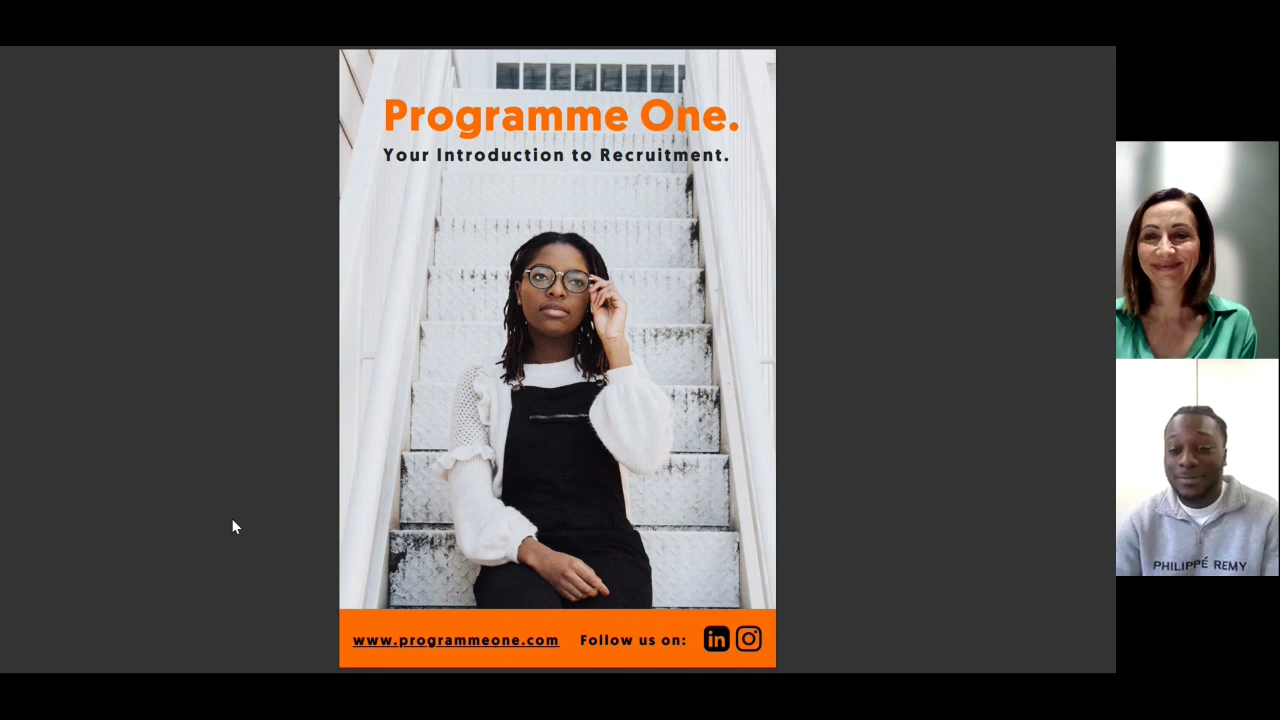 Programme One.
Your Introduction to Recruitment.
www.programmeone.com Follow us on: in
PHILIPPÉ REMY